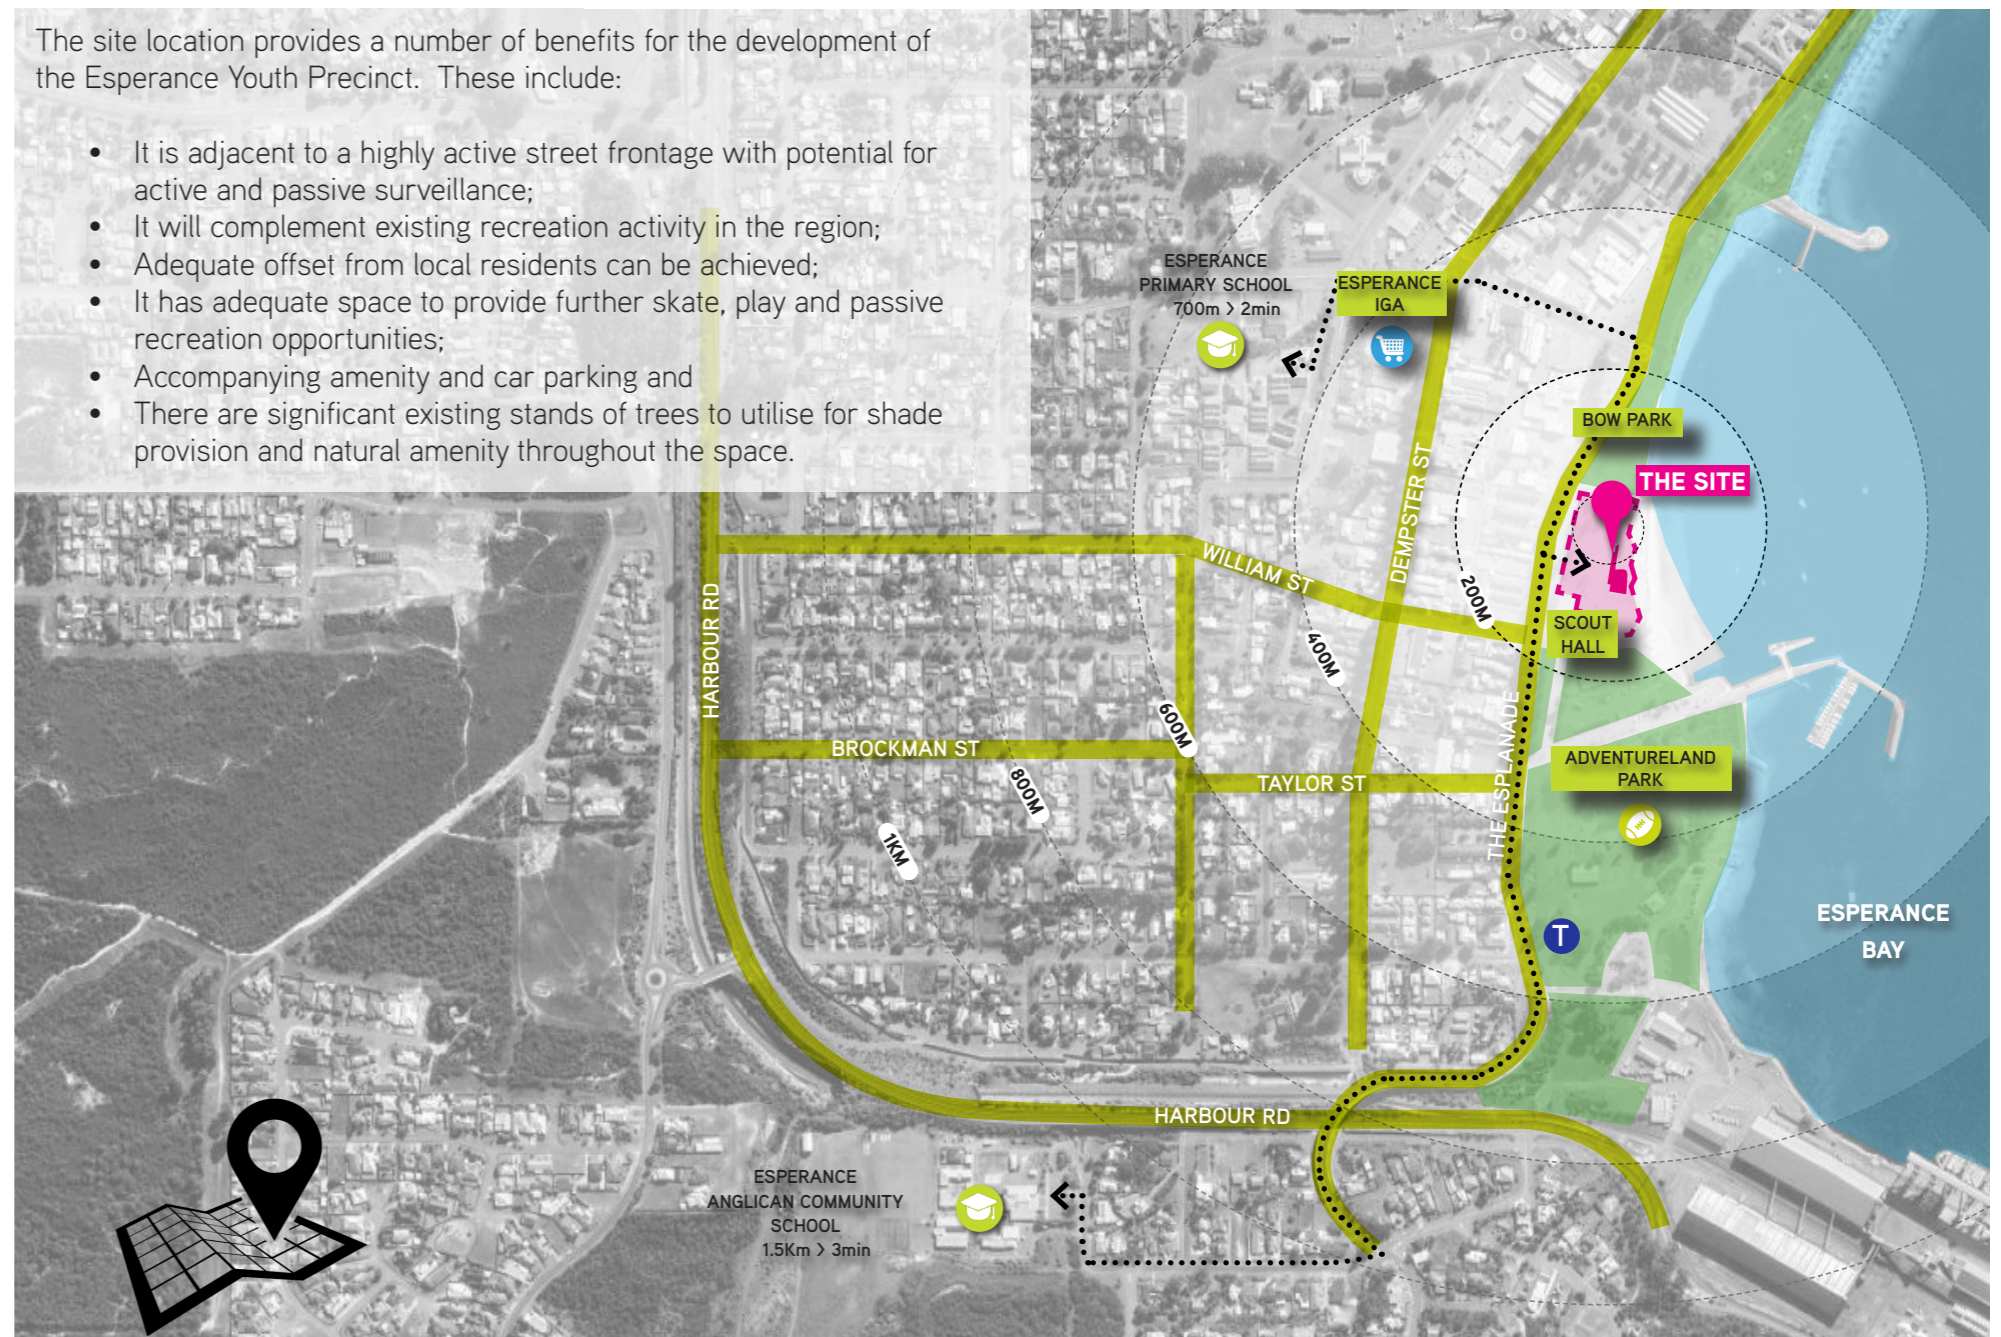 The site location provides a number of benefits for the development of
the Esperance Youth Precinct.  These include:
• It is adjacent to a highly active street frontage with potential for
active and passive surveillance;
• It will complement existing recreation activity in the region;
• Adequate offset from local residents can be achieved;
• It has adequate space to provide further skate, play and passive
recreation opportunities;
• Accompanying amenity and car parking and
• There are significant existing stands of trees to utilise for shade
provision and natural amenity throughout the space.
ESPERANCE
PRIMARY SCHOOL
700m > 2min
ESPERANCE
IGA
BOW PARK
THE SITE
DEMPSTER ST
WILLIAM ST
200M
HARBOUR RD
SCOUT
HALL
400M
600M
THE ESPLANADE
BROCKMAN ST
ADVENTURELAND
PARK
TAYLOR ST
800M
1KM
ESPERANCE
BAY
T
HARBOUR RD
ESPERANCE
ANGLICAN COMMUNITY
SCHOOL
1.5Km > 3min